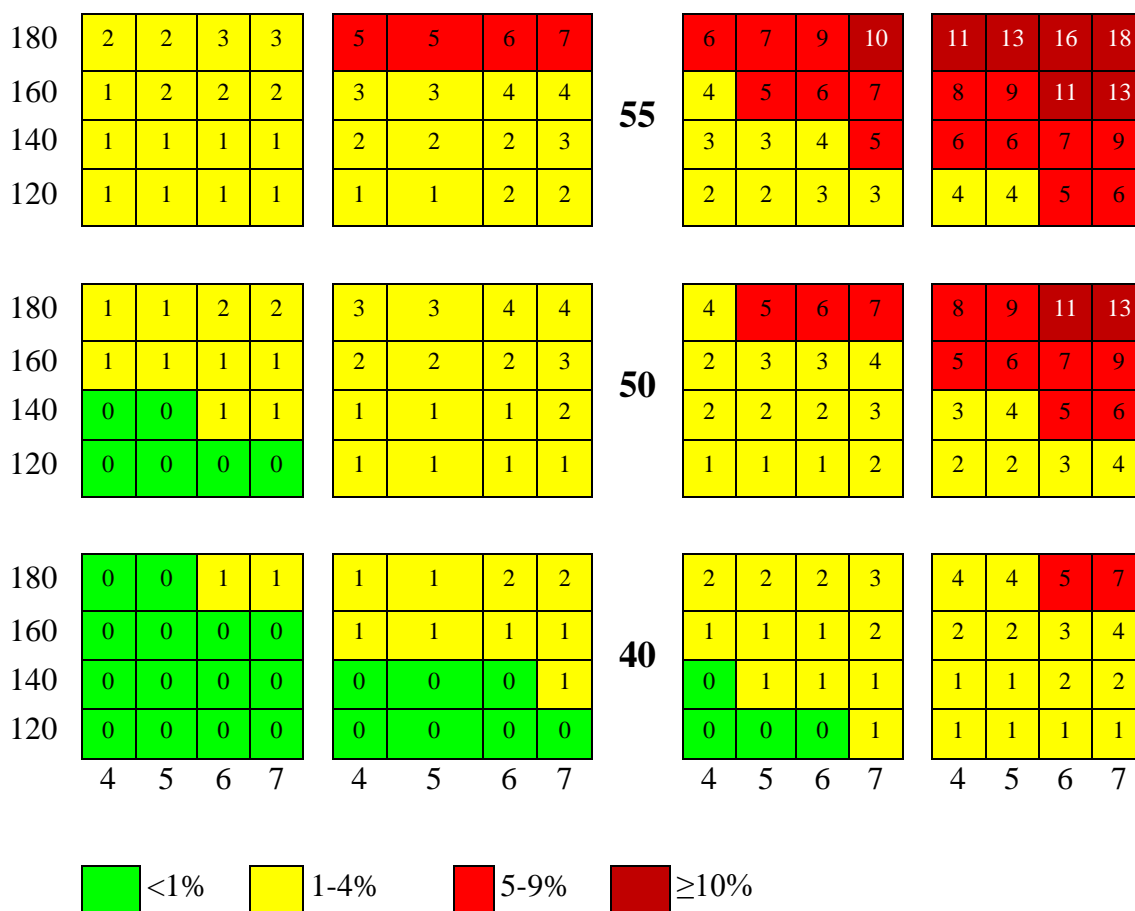 180 2 2 3 3 5 5 6 7 6 7 9 10 11 13 16 18
160 1 2 2 2 3 3 4 4 4 5 6 7 8 9 11 13
55
140 1 1 1 1 2 2 2 3 3 3 4 5 6 6 7 9
120 1 1 1 1 1 1 2 2 2 2 3 3 4 4 5 6
180 1 1 2 2 3 3 4 4 4 5 6 7 8 9 11 13
160 1 1 1 1 2 2 2 3 2 3 3 4 5 6 7 9
50
140 0 0 1 1 1 1 1 2 2 2 2 3 3 4 5 6
120 0 0 0 0 1 1 1 1 1 1 1 2 2 2 3 4
180 0 0 1 1 1 1 2 2 2 2 2 3 4 4 5 7
160 0 0 0 0 1 1 1 1 1 1 1 2 2 2 3 4
40
140 0 0 0 0 0 0 0 1 0 1 1 1 1 1 2 2
120 0 0 0 0 0 0 0 0 0 0 0 1 1 1 1 1
4 5 6 7 4 5 6 7 4 5 6 7 4 5 6 7
<1% 1-4% 5-9% ≥10%